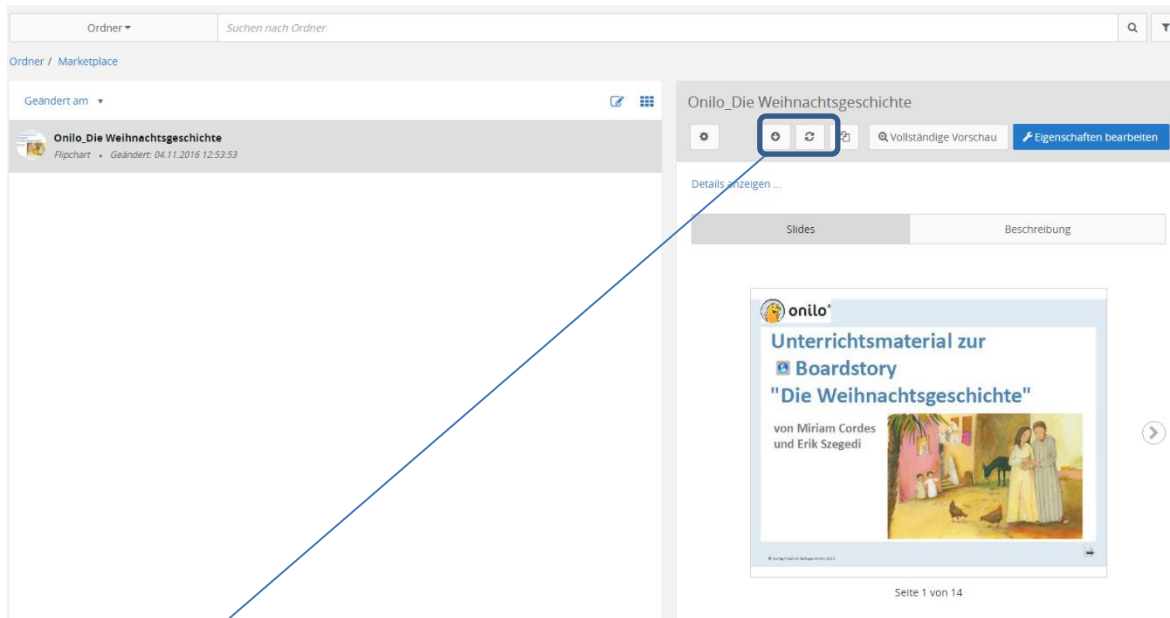 Ordner
Suchen nach Ordner
Ordner / Marketplace
Geändert am
Onilo_Die Weihnachtsgeschichte
Flipchart • Geändert: 04.11.2016 12:53:53
Onilo_Die Weihnachtsgeschichte
Vollständige Vorschau
Eigenschaften bearbeiten
Details anzeigen ...
Slides
Beschreibung
onilo
Unterrichtsmaterial zur
Boardstory
"Die Weihnachtsgeschichte"
von Miriam Cordes
und Erik Szegedi
Seite 1 von 14